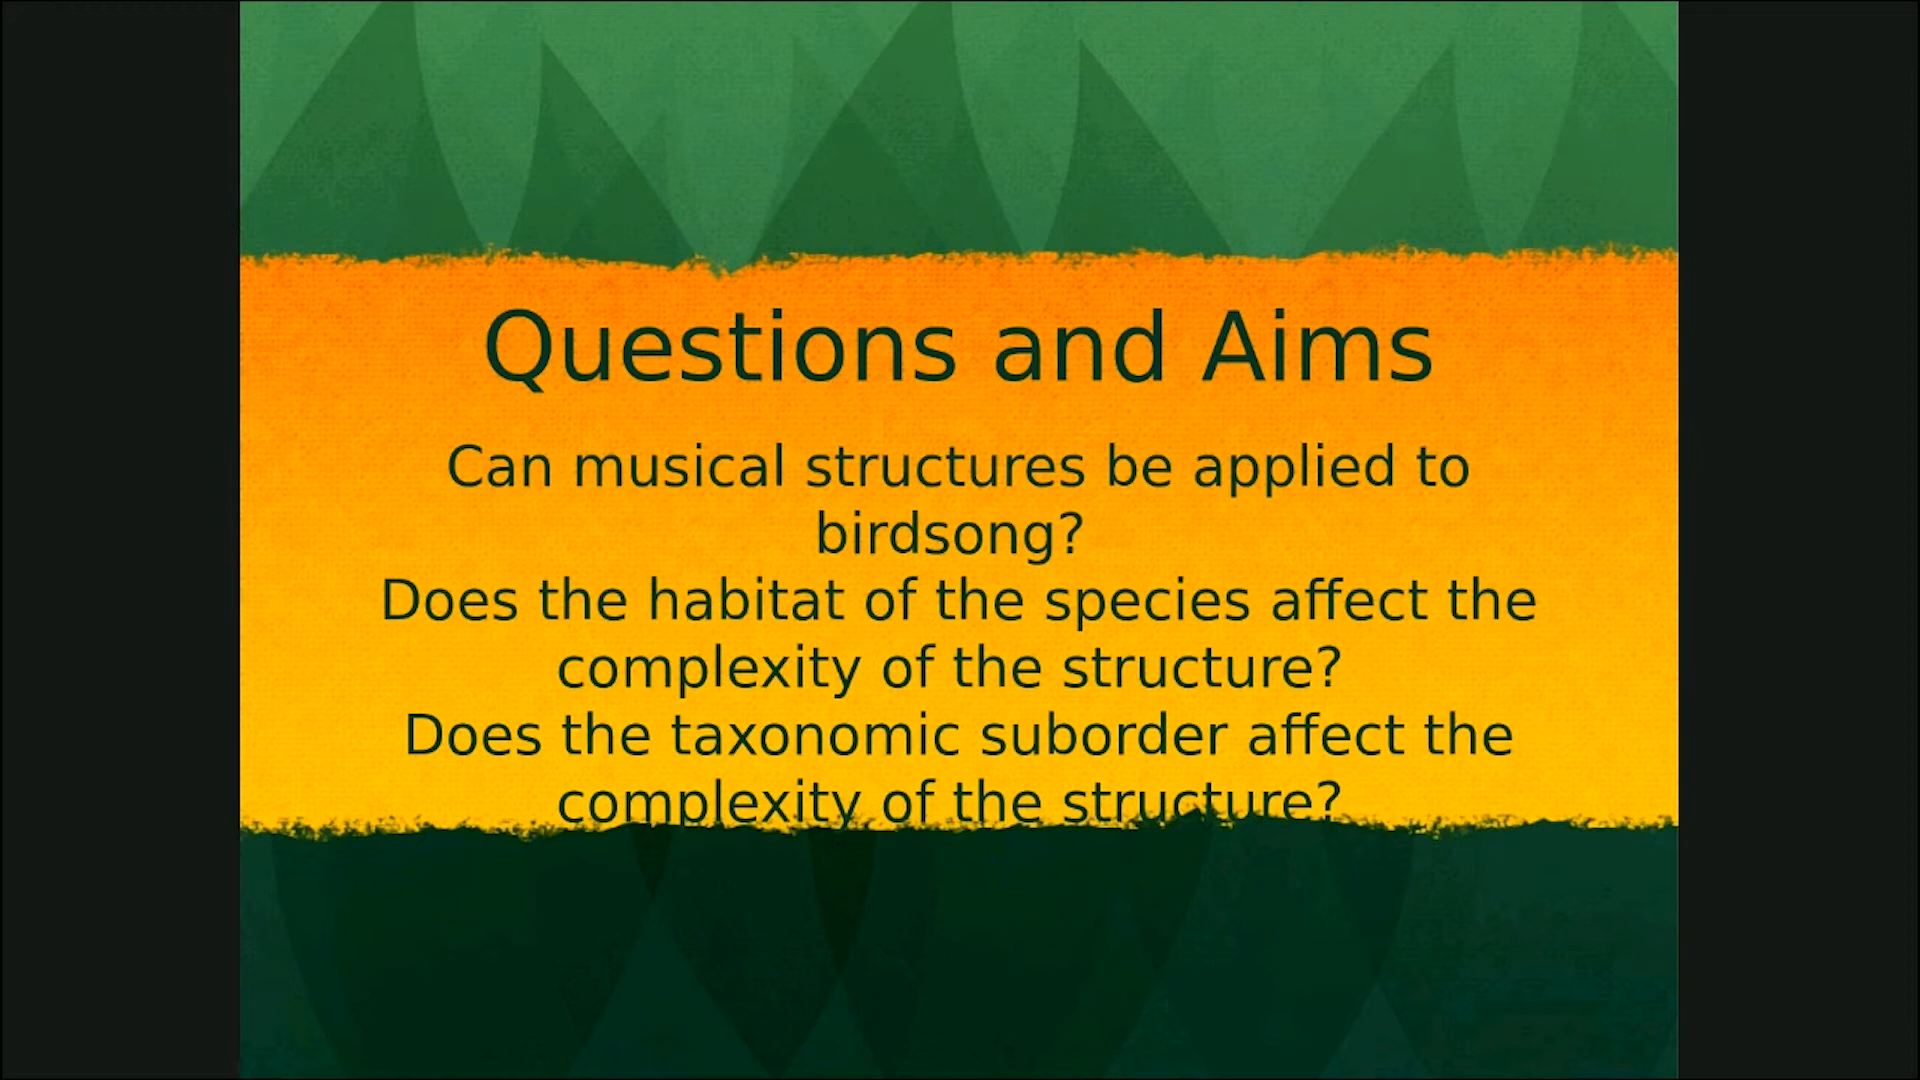 Questions and Aims
Can musical structures be applied to
birdsong?
Does the habitat of the species affect the
complexity of the structure?
Does the taxonomic suborder affect the
complexity of the structure?